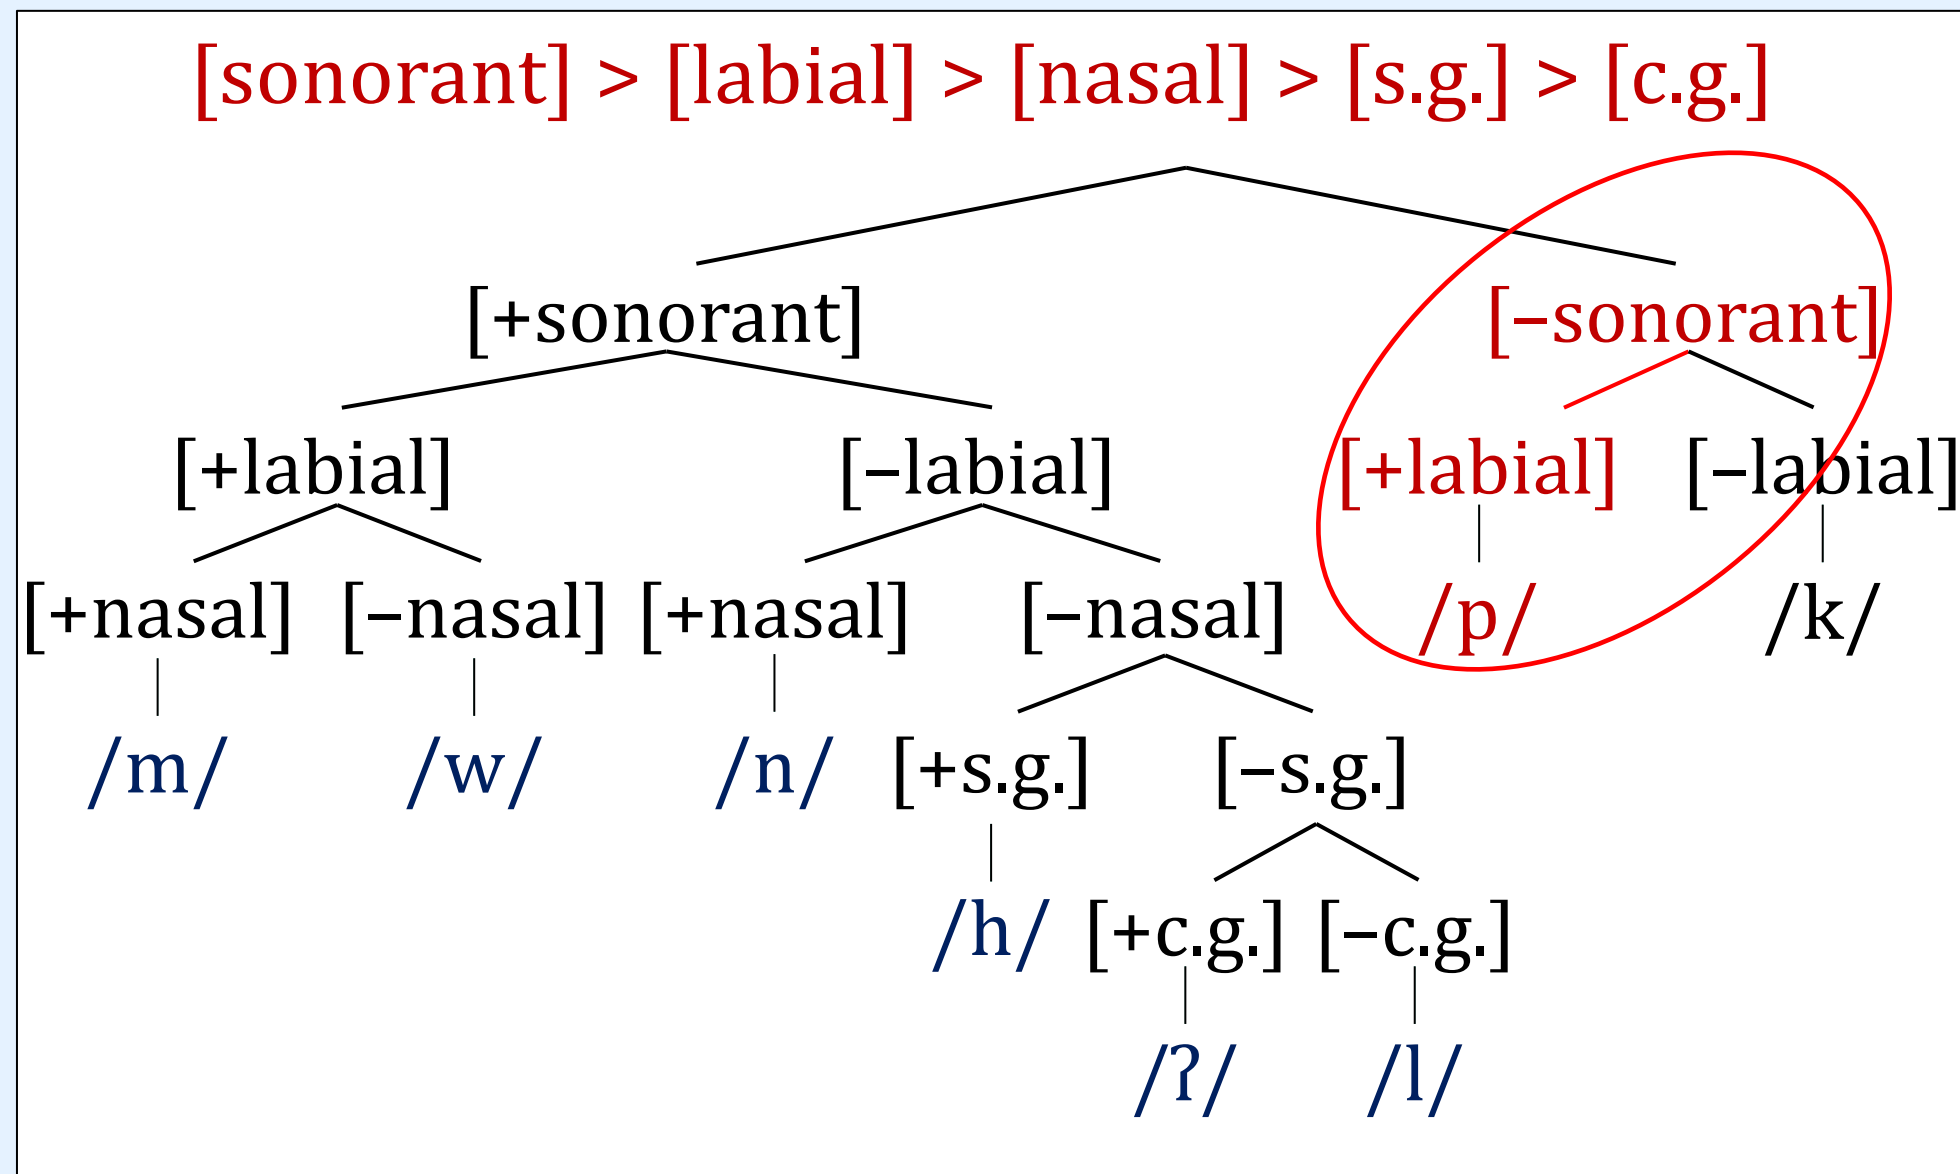 [sonorant] > [labial] > [nasal] > [s.g.] > [c.g.]
[+sonorant] [–sonorant]
[+labial] [–labial] [+labial] [–labial]
[+nasal] [–nasal] [+nasal] [–nasal] /p/ /k/
/m/ /w/ /n/ [+s.g.] [–s.g.]
/h/ [+c.g.] [–c.g.]
/ʔ/ /l/